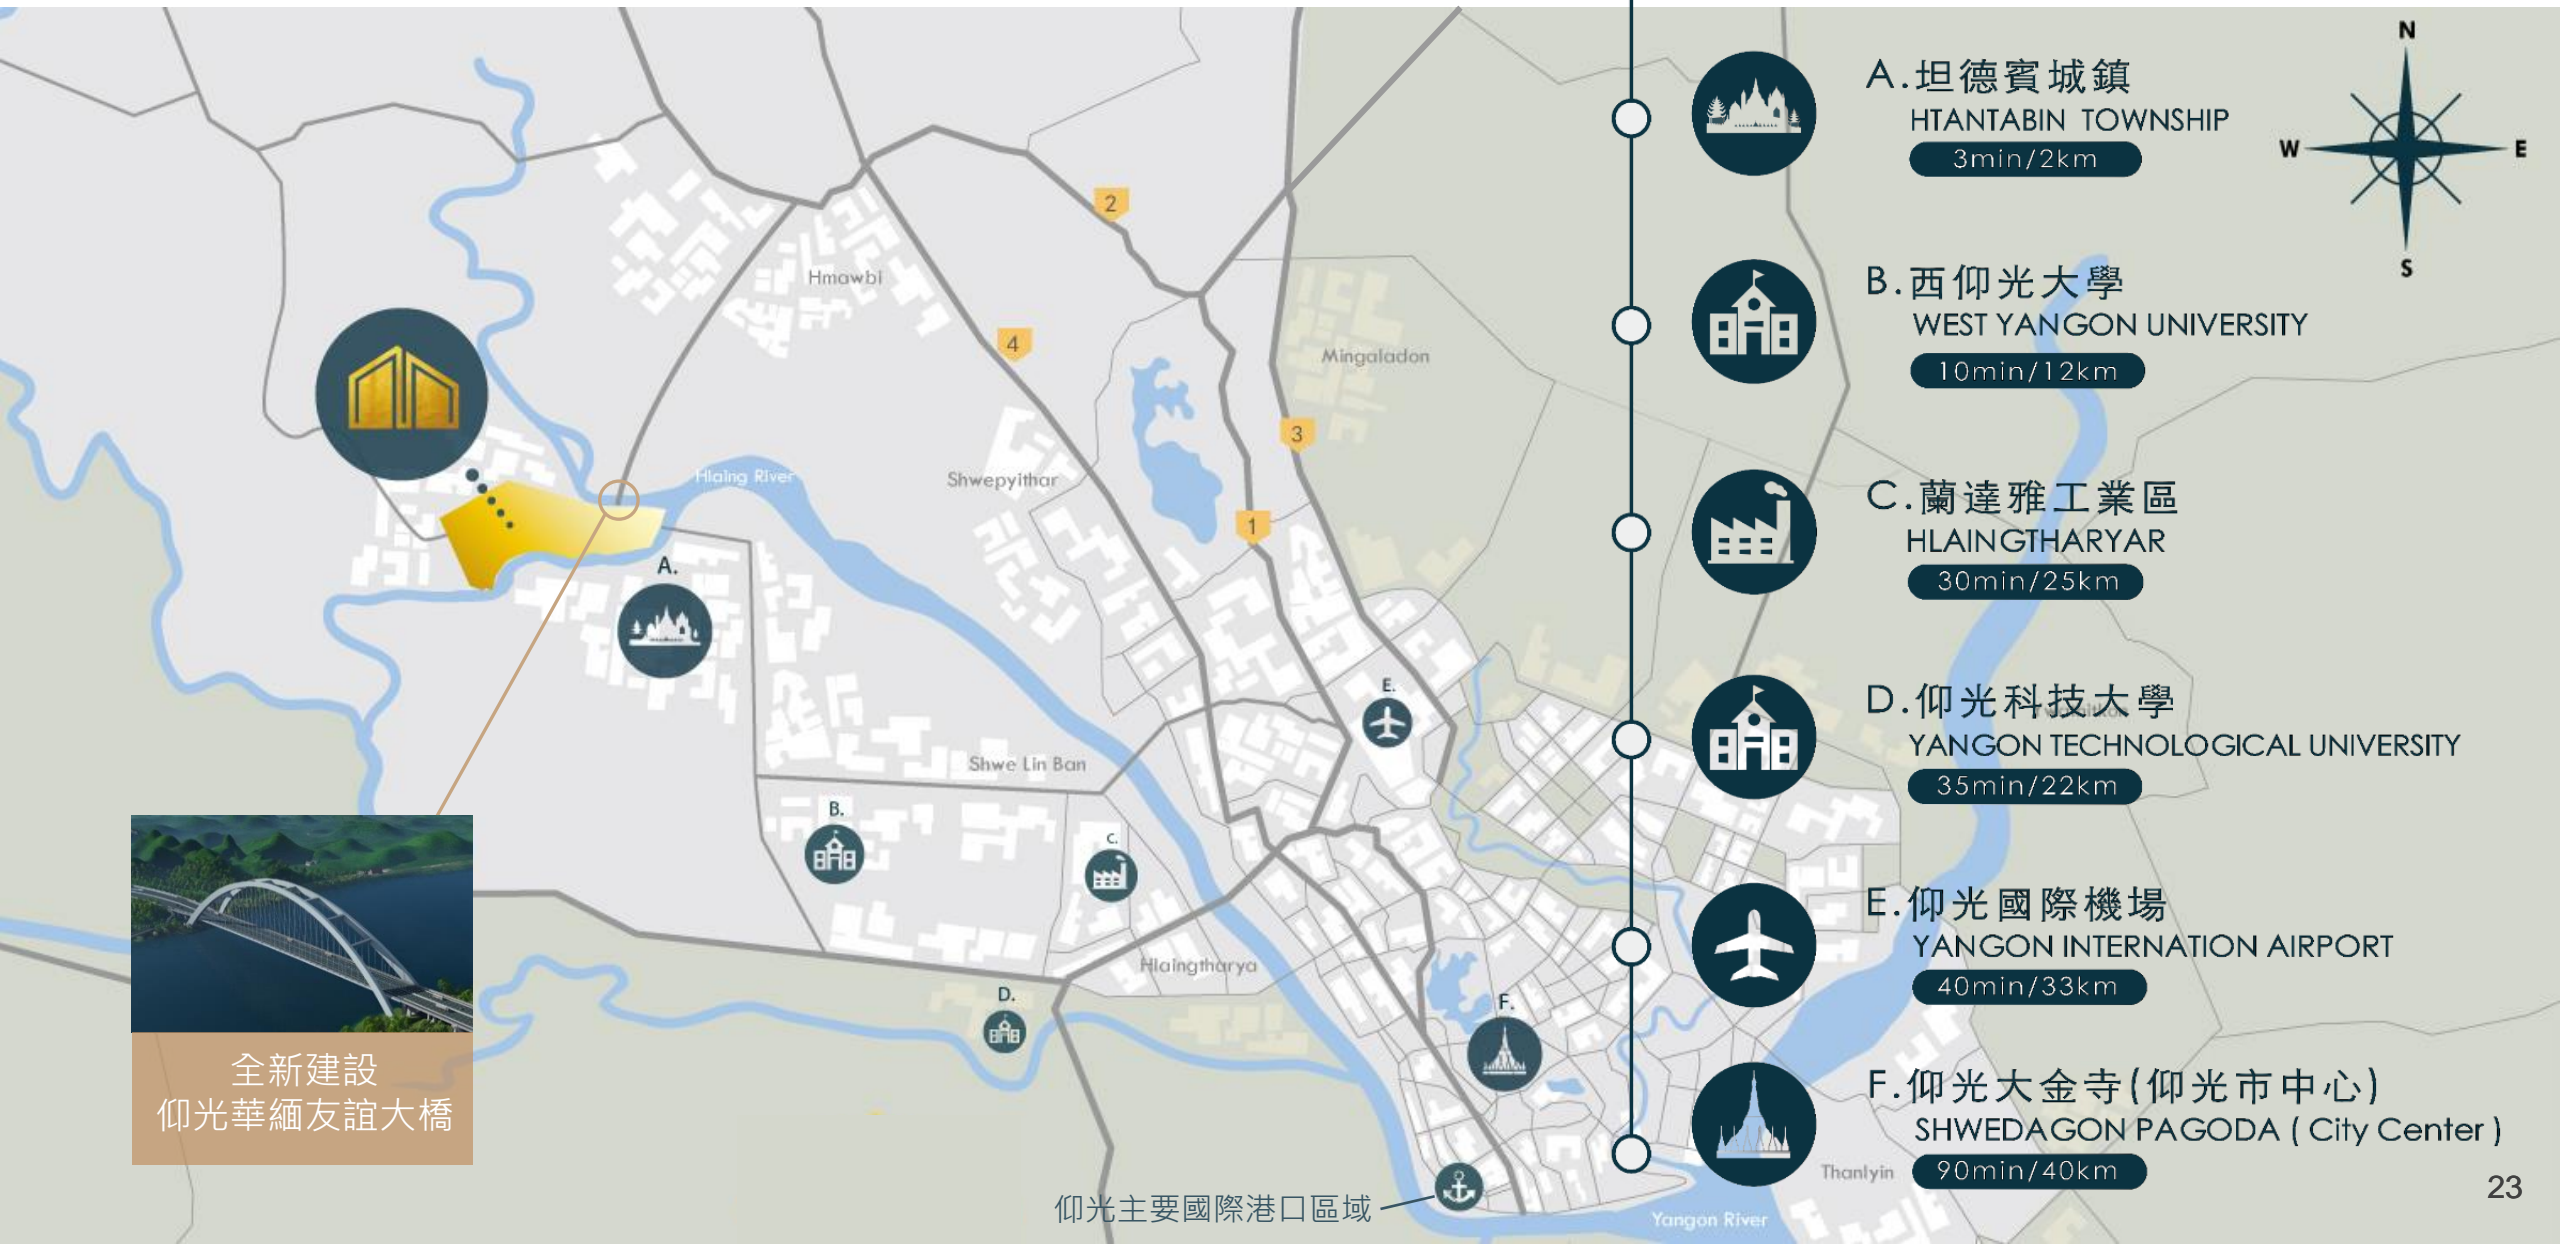 N
W
E
S
A.坦德賓城鎮
HTANTABIN TOWNSHIP
3min/2km
B.西仰光大學
WEST YANGON UNIVERSITY
10min/12km
C.蘭達雅工業區
HLAINGTHARYAR
30min/25km
D.仰光科技大學
YANGON TECHNOLOGICAL UNIVERSITY
35min/22km
E.仰光國際機場
YANGON INTERNATION AIRPORT
40min/33km
F.仰光大金寺(仰光市中心)
SHWEDAGON PAGODA ( City Center )
90min/40km
2
Hmawbi
4
Mingaladon
3
Hlaing River
Shwepyithar
1
A.
E.
Shwe Lin Ban
B.
C.
Hlaingtharya
D.
F.
全新建設
仰光華緬友誼大橋
仰光主要國際港口區域
Thanlyin
Yangon River
23